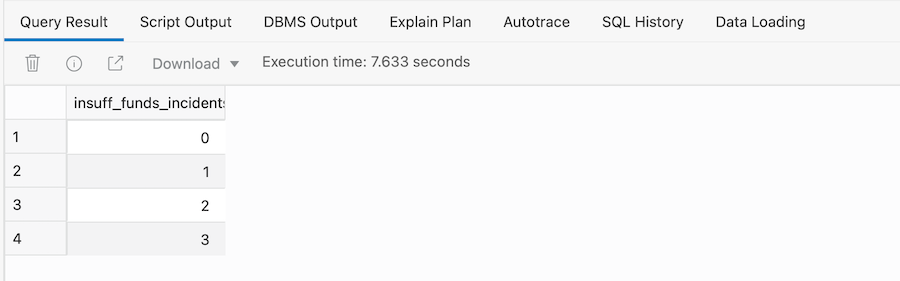 Query Result Script Output DBMS Output Explain Plan Autotrace SQL History Data Loading
Download Execution time: 7.633 seconds
insuff_funds_incidents
1 0
2 1
3 2
4 3